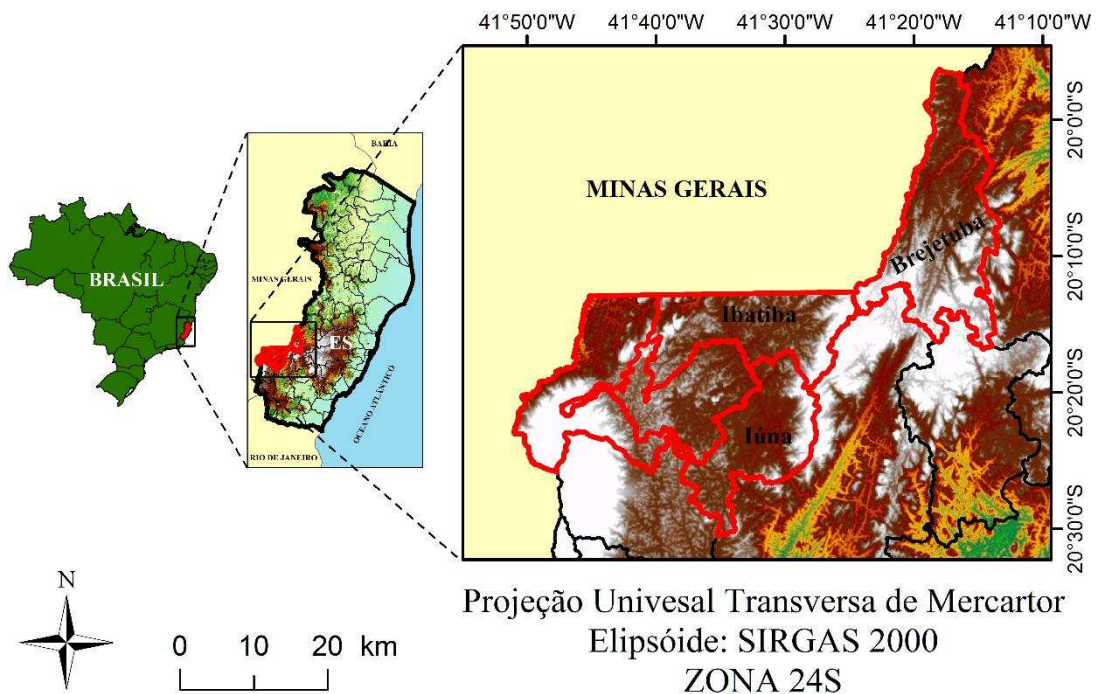 41°50'0"W 41°40'0"W 41°30'0"W 41°20'0"W 41°10'0"W
20°0'0"S
20°10'0"S
20°20'0"S
20°30'0"S
BRASIL
BAHIA
MINAS GERAIS
ES
OCEANO ATLÂNTICO
RIO DE JANEIRO
MINAS GERAIS
Brejetuba
Ibatiba
Iúna
N
0 10 20 km
Projeção Univesal Transversa de Mercartor
Elipsóide: SIRGAS 2000
ZONA 24S